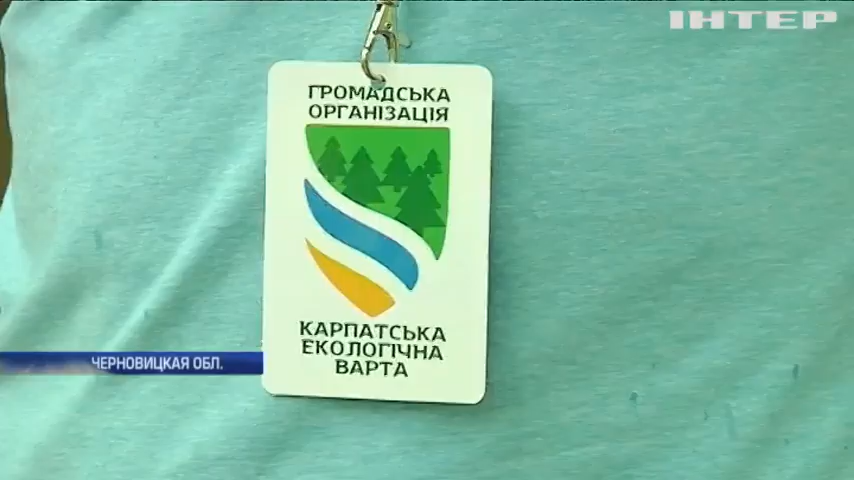 ІНТЕР
ГРОМАДСЬКА
ОРГАНІЗАЦІЯ
КАРПАТСЬКА
ЕКОЛОГІЧНА
ВАРТА
ЧЕРНОВИЦКАЯ ОБЛ.